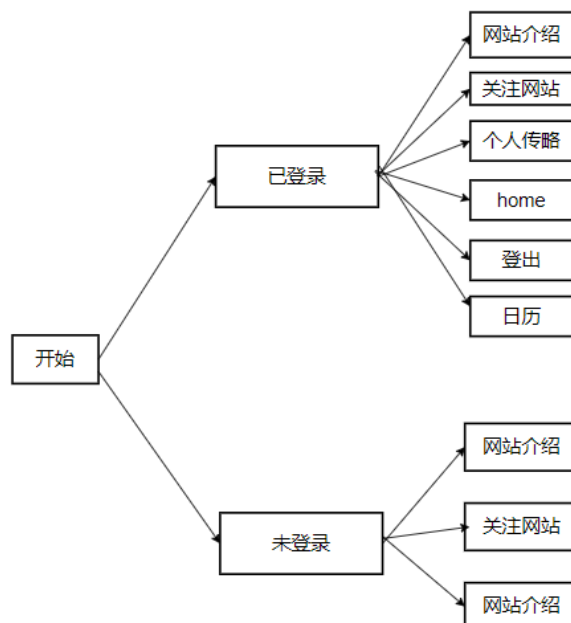 网站介绍
关注网站
个人传略
home
登出
日历
已登录
开始
未登录
网站介绍
关注网站
网站介绍